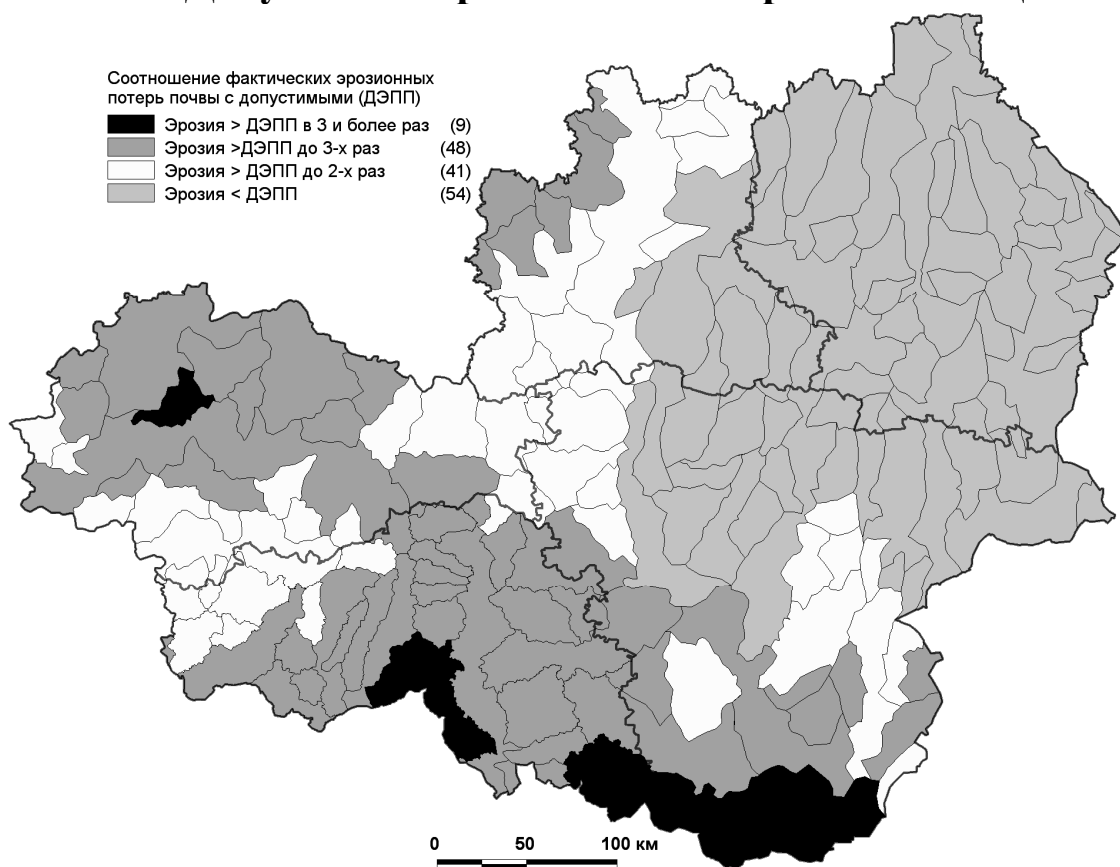 Соотношение фактических эрозионных
потерь почвы с допустимыми (ДЭПП)
Эрозия > ДЭПП в 3 и более раз (9)
Эрозия >ДЭПП до 3-х раз (48)
Эрозия > ДЭПП до 2-х раз (41)
Эрозия < ДЭПП (54)
0 50 100 км